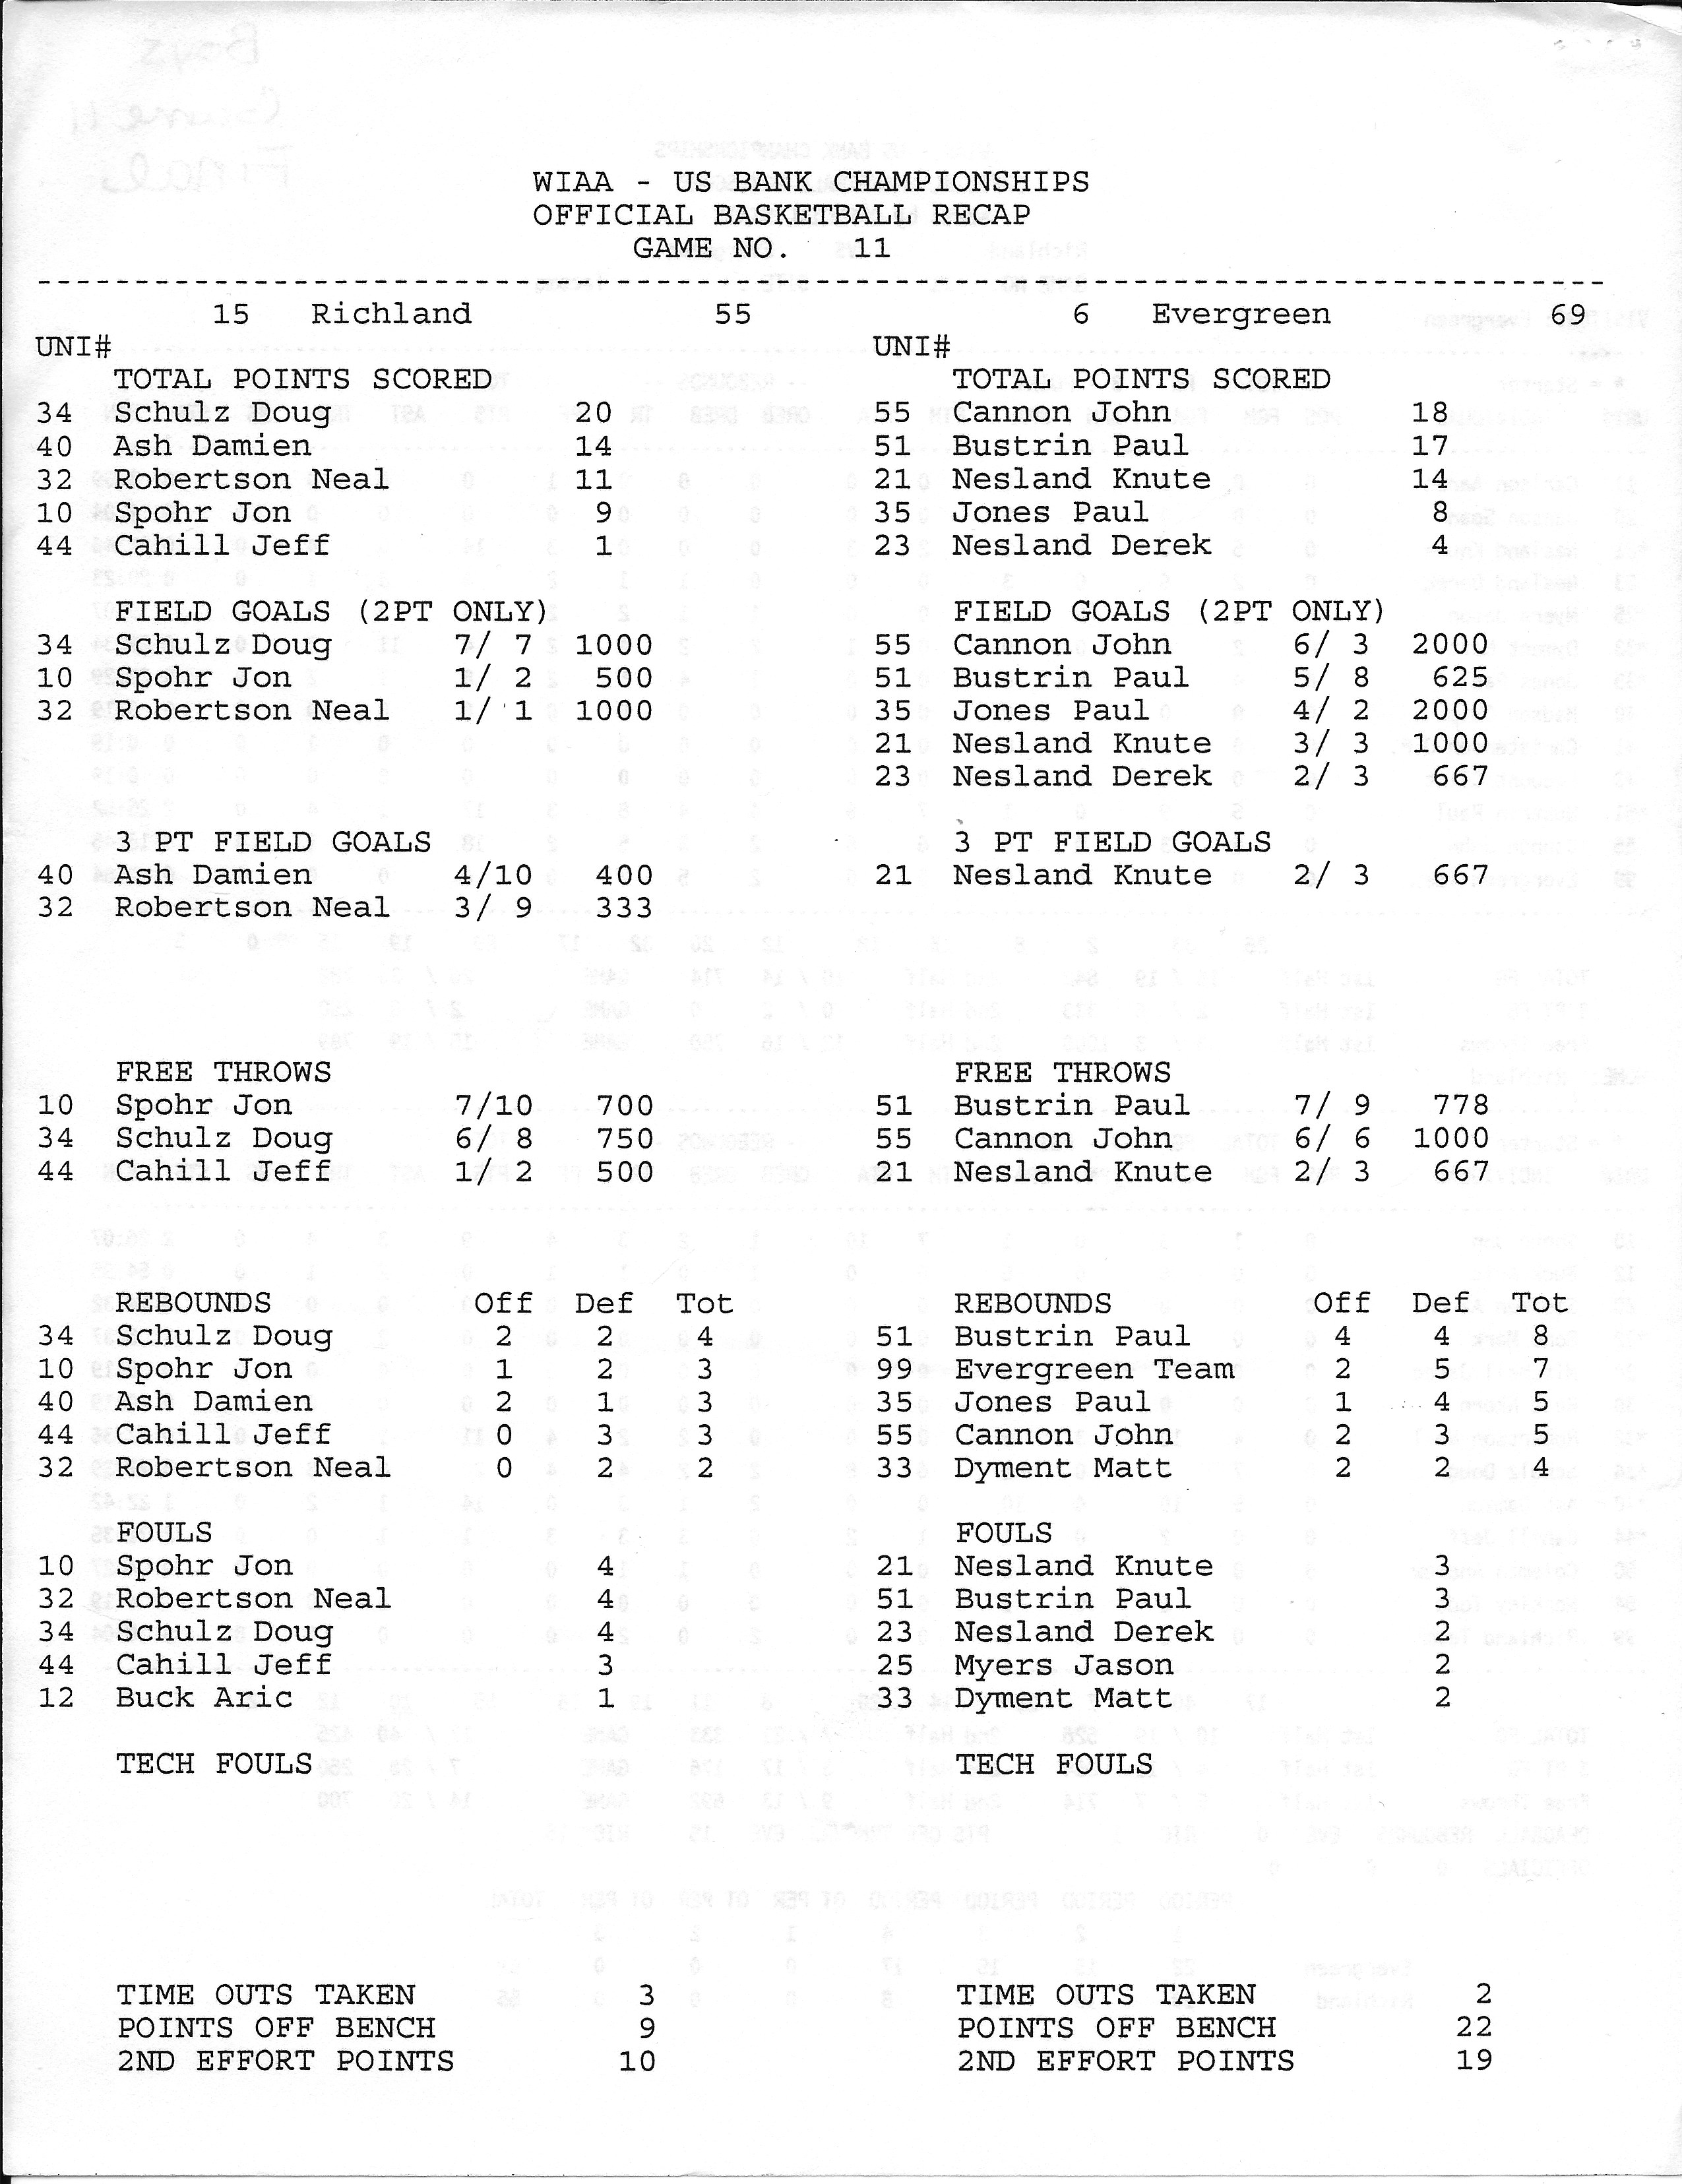 WIAA - US BANK CHAMPIONSHIPS
OFFICIAL BASKETBALL RECAP
GAME NO. 11
15 Richland 55 6 Evergreen 69
UNI# UNI#
TOTAL POINTS SCORED TOTAL POINTS SCORED
34 Schulz Doug 20 55 Cannon John 18
40 Ash Damien 14 51 Bustrin Paul 17
32 Robertson Neal 11 21 Nesland Knute 14
10 Spohr Jon 9 35 Jones Paul 8
44 Cahill Jeff 1 23 Nesland Derek 4
FIELD GOALS (2PT ONLY) FIELD GOALS (2PT ONLY)
34 Schulz Doug 7/ 7 1000 55 Cannon John 6/ 3 2000
10 Spohr Jon 1/ 2 500 51 Bustrin Paul 5/ 8 625
32 Robertson Neal 1/ 1 1000 35 Jones Paul 4/ 2 2000
21 Nesland Knute 3/ 3 1000
23 Nesland Derek 2/ 3 667
3 PT FIELD GOALS 3 PT FIELD GOALS
40 Ash Damien 4/10 400 21 Nesland Knute 2/ 3 667
32 Robertson Neal 3/ 9 333
FREE THROWS FREE THROWS
10 Spohr Jon 7/10 700 51 Bustrin Paul 7/ 9 778
34 Schulz Doug 6/ 8 750 55 Cannon John 6/ 6 1000
44 Cahill Jeff 1/ 2 500 21 Nesland Knute 2/ 3 667
REBOUNDS Off Def Tot REBOUNDS Off Def Tot
34 Schulz Doug 2 2 4 51 Bustrin Paul 4 4 8
10 Spohr Jon 1 2 3 99 Evergreen Team 2 5 7
40 Ash Damien 2 1 3 35 Jones Paul 1 4 5
44 Cahill Jeff 0 3 3 55 Cannon John 2 3 5
32 Robertson Neal 0 2 2 33 Dyment Matt 2 2 4
FOULS FOULS
10 Spohr Jon 4 21 Nesland Knute 3
32 Robertson Neal 4 51 Bustrin Paul 3
34 Schulz Doug 4 23 Nesland Derek 2
44 Cahill Jeff 3 25 Myers Jason 2
12 Buck Aric 1 33 Dyment Matt 2
TECH FOULS TECH FOULS
TIME OUTS TAKEN 3 TIME OUTS TAKEN 2
POINTS OFF BENCH 9 POINTS OFF BENCH 22
2ND EFFORT POINTS 10 2ND EFFORT POINTS 19